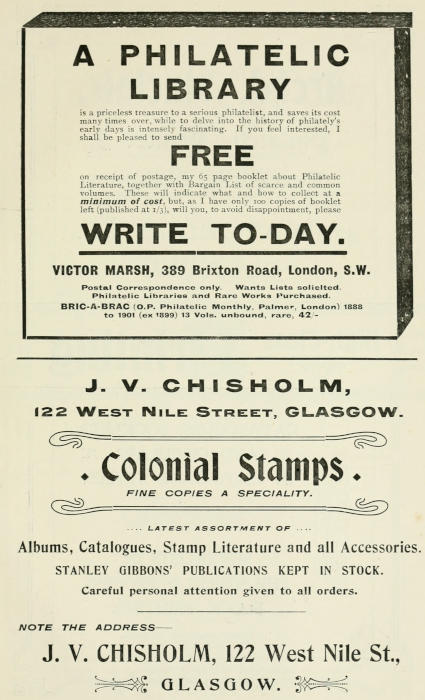 A PHILATELIC
LIBRARY
is a priceless treasure to a serious philatelist, and saves its cost
many times over, while to delve into the history of philately's
early days is intensely fascinating. If you feel interested, I
shall be pleased to send
FREE
on receipt of postage, my 65 page booklet about Philatelic
Literature, together with Bargain List of scarce and common
volumes. These will indicate what and how to collect at a
minimum of cost, but, as I have only 100 copies of booklet
left (published at 1/3), will you, to avoid disappointment, please
WRITE TO-DAY.
VICTOR MARSH, 389 Brixton Road, London, S.W.
Postal Correspondence only. Wants Lists solicited.
Philatelic Libraries and Rare Works Purchased.
BRIC-A-BRAC (O.P. Philatelic Monthly, Palmer, London) 1888
to 1901 (ex 1899) 13 Vols. unbound, rare, 42/-
J. V. CHISHOLM,
122 WEST NILE STREET, GLASGOW.
. Colonial Stamps .
FINE COPIES A SPECIALITY.
.... LATEST ASSORTMENT OF ....
Albums, Catalogues, Stamp Literature and all Accessories.
STANLEY GIBBONS' PUBLICATIONS KEPT IN STOCK.
Careful personal attention given to all orders.
NOTE THE ADDRESS—
J. V. CHISHOLM, 122 West Nile St.,
GLASGOW.